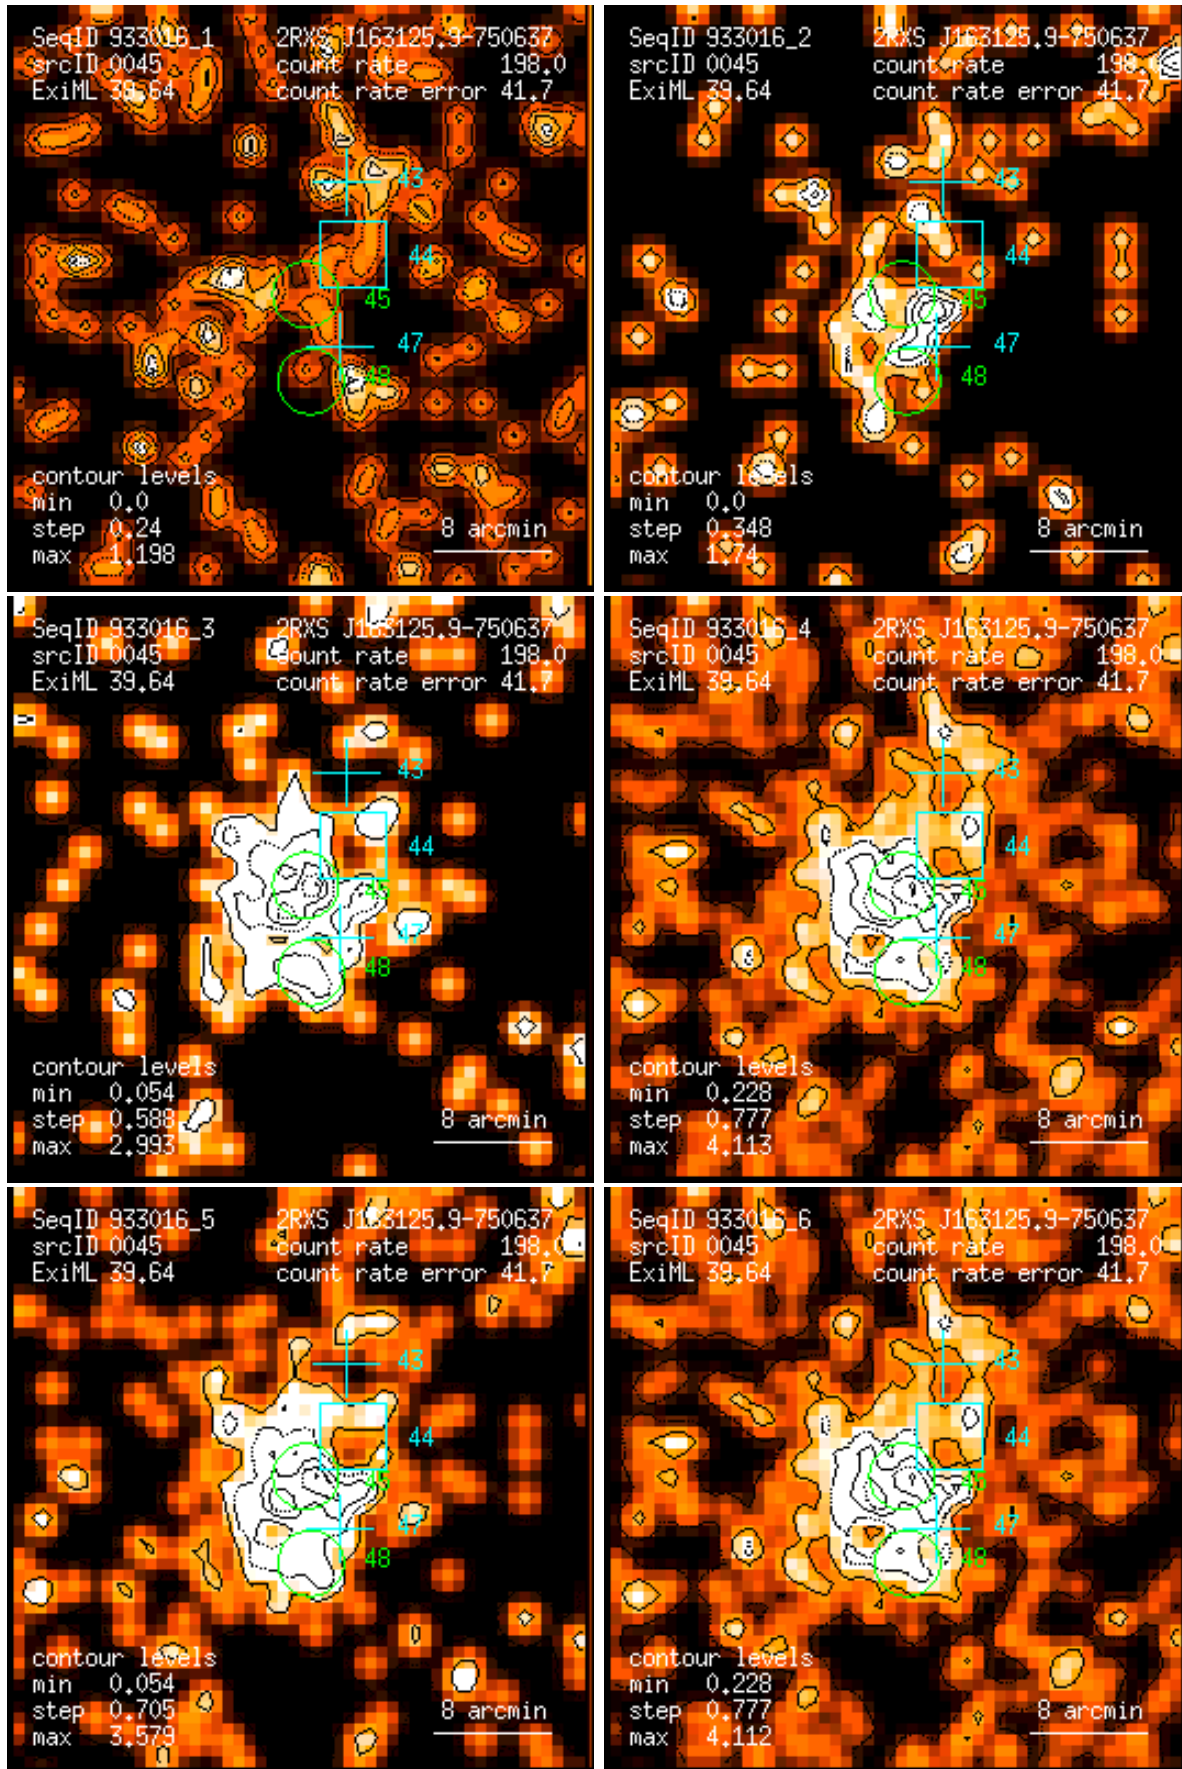 SeqID 933016_1 2RXS J163125.9-750637
srcID 0045 count rate 198.0
ExiML 39.64 count rate error 41.7
43
44
45
47
48
contour levels
min 0.0
step 0.24 8 arcmin
max 1.198
SeqID 933016_2 2RXS J163125.9-750637
srcID 0045 count rate 198.0
ExiML 39.64 count rate error 41.7
43
44
45
47
48
contour levels
min 0.0
step 0.348 8 arcmin
max 1.74
SeqID 933016_3 2RXS J163125.9-750637
srcID 0045 count rate 198.0
ExiML 39.64 count rate error 41.7
43
44
45
47
48
contour levels
min 0.054
step 0.588 8 arcmin
max 2.993
SeqID 933016_4 2RXS J163125.9-750637
srcID 0045 count rate 198.0
ExiML 39.64 count rate error 41.7
43
44
45
47
48
contour levels
min 0.228
step 0.777 8 arcmin
max 4.113
SeqID 933016_5 2RXS J163125.9-750637
srcID 0045 count rate 198.0
ExiML 39.64 count rate error 41.7
43
44
45
47
48
contour levels
min 0.054
step 0.705 8 arcmin
max 3.579
SeqID 933016_6 2RXS J163125.9-750637
srcID 0045 count rate 198.0
ExiML 39.64 count rate error 41.7
43
44
45
47
48
contour levels
min 0.228
step 0.777 8 arcmin
max 4.112